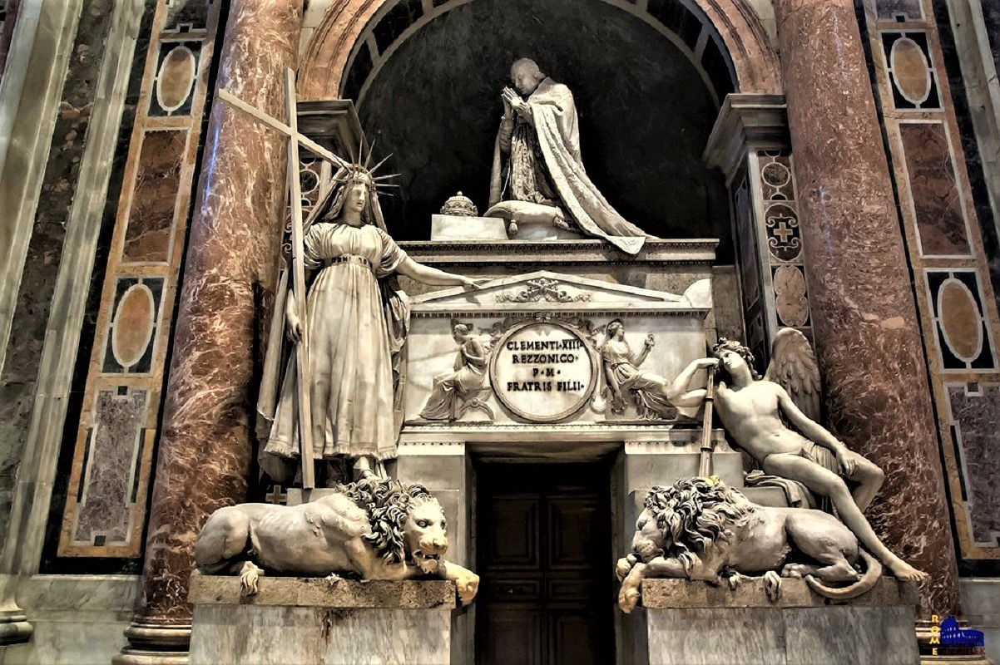 CLEMENTI·XIII·
REZZONICO·
P·M·
FRATRIS FILII·
ROME